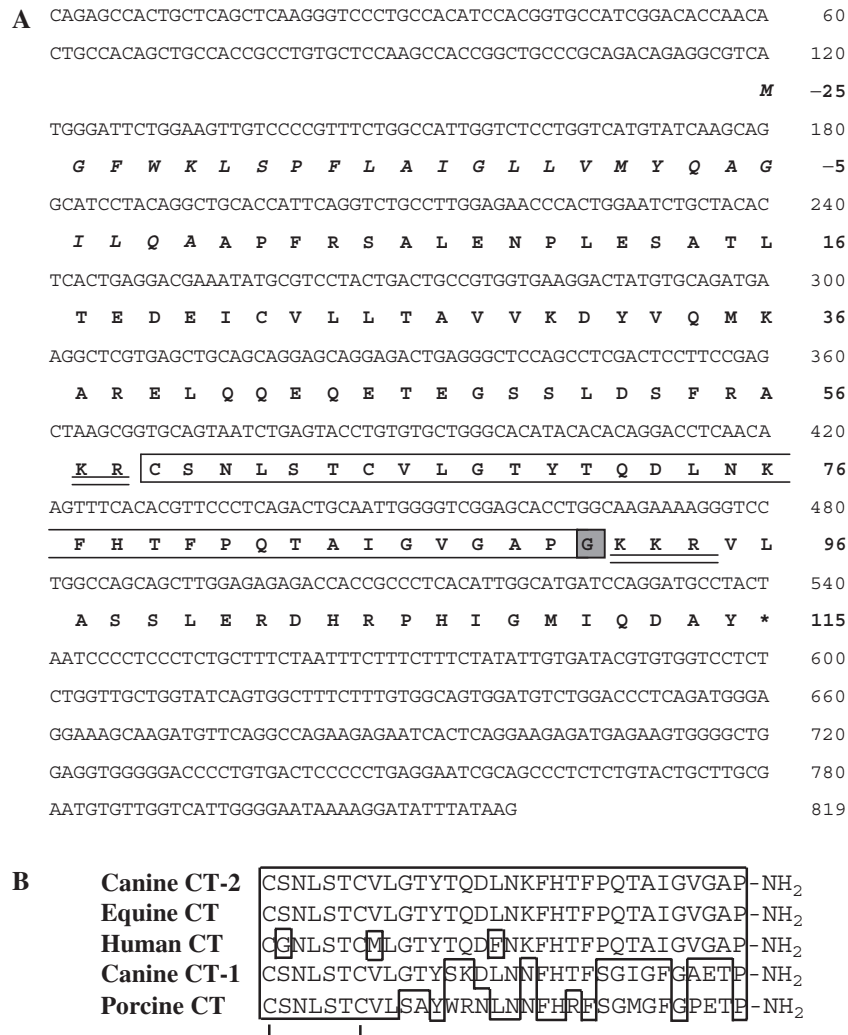 A CAGAGCCACTGCTCAGCTCAAGGGTCCCTGCCACATCCACGGTGCCATCGGACACCAACA 60
CTGCCACAGCTGCCACCGCCTGTGCTCCAAGCCACCGGCTGCCCGCAGACAGAGGCGTCA 120
M −25
TGGGATTCTGGAAGTTGTCCCCGTTTCTGGCCATTGGTCTCCTGGTCATGTATCAAGCAG 180
G F W K L S P F L A I G L L V M Y Q A G −5
GCATCCTACAGGCTGCACCATTCAGGTCTGCCTTGGAGAACCCACTGGAATCTGCTACAC 240
I L Q A A P F R S A L E N P L E S A T L 16
TCACTGAGGACGAAATATGCGTCCTACTGACTGCCGTGGTGAAGGACTATGTGCAGATGA 300
T E D E I C V L L T A V V K D Y V Q M K 36
AGGCTCGTGAGCTGCAGCAGGAGCAGGAGACTGAGGGCTCCAGCCTCGACTCCTTCCGAG 360
A R E L Q Q E Q E T E G S S L D S F R A 56
CTAAGCGGTGCAGTAATCTGAGTACCTGTGTGCTGGGCACATACACACAGGACCTCAACA 420
K R C S N L S T C V L G T Y T Q D L N K 76
AGTTTCACACGTTCCCTCAGACTGCAATTGGGGTCGGAGCACCTGGCAAGAAAAGGGTCC 480
F H T F P Q T A I G V G A P G K K R V L 96
TGGCCAGCAGCTTGGAGAGAGACCACCGCCCTCACATTGGCATGATCCAGGATGCCTACT 540
A S S L E R D H R P H I G M I Q D A Y * 115
AATCCCCTCCCTCTGCTTTCTAATTTCTTTCTTTCTATATTGTGATACGTGTGGTCCTCT 600
CTGGTTGCTGGTATCAGTGGCTTTCTTTGTGGCAGTGGATGTCTGGACCCTCAGATGGGA 660
GGAAAGCAAGATGTTCAGGCCAGAAGAGAATCACTCAGGAAGAGATGAGAAGTGGGGCTG 720
GAGGTGGGGGACCCCTGTGACTCCCCCTGAGGAATCGCAGCCCTCTCTGTACTGCTTGCG 780
AATGTGTTGGTCATTGGGGAATAAAAGGATATTTATAAG 819
B Canine CT-2 CSNLSTCVLGTYTQDLNKFHTFPQTAIGVGAP-NH2
Equine CT CSNLSTCVLGTYTQDLNKFHTFPQTAIGVGAP-NH2
Human CT CGNLSTCMLGTYTQDFNKFHTFPQTAIGVGAP-NH2
Canine CT-1 CSNLSTCVLGTYSKDLNNFHTFSGIGFGAETP-NH2
Porcine CT CSNLSTCVLSAYWRNLNNFHRFSGMGFGPETP-NH2